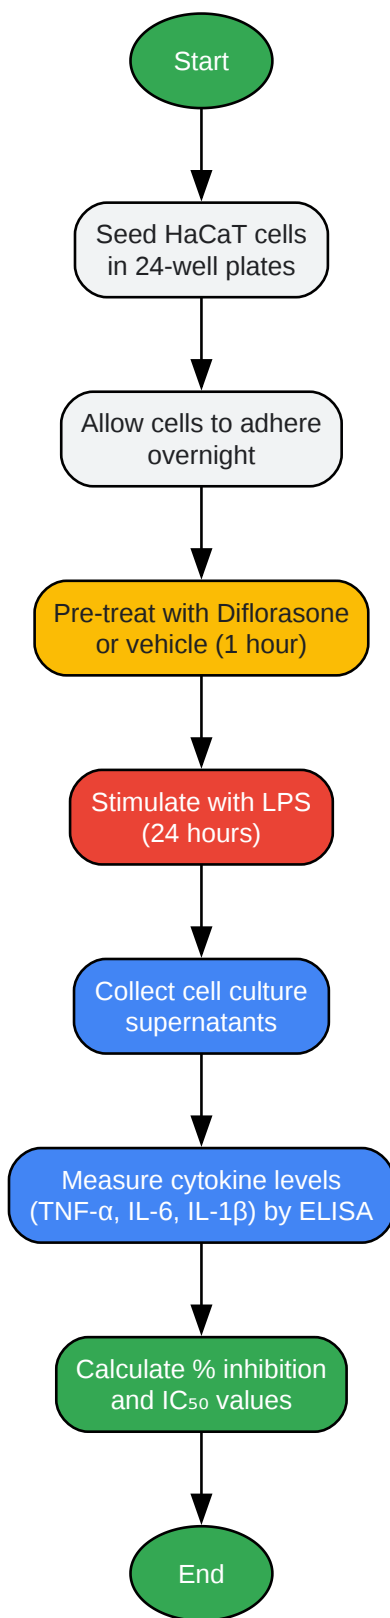 Start
Seed HaCaT cells
in 24-well plates
Allow cells to adhere
overnight
Pre-treat with Diflorasone
or vehicle (1 hour)
Stimulate with LPS
(24 hours)
Collect cell culture
supernatants
Measure cytokine levels
(TNF-α, IL-6, IL-1β) by ELISA
Calculate % inhibition
and IC₅₀ values
End